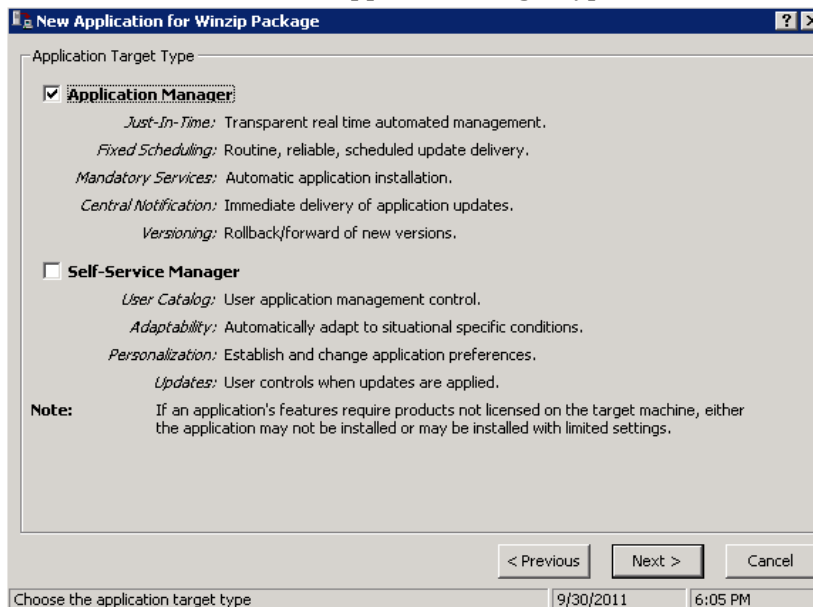 New Application for Winzip Package
Application Target Type
Application Manager
Just-In-Time: Transparent real time automated management.
Fixed Scheduling: Routine, reliable, scheduled update delivery.
Mandatory Services: Automatic application installation.
Central Notification: Immediate delivery of application updates.
Versioning: Rollback/forward of new versions.
Self-Service Manager
User Catalog: User application management control.
Adaptability: Automatically adapt to situational specific conditions.
Personalization: Establish and change application preferences.
Updates: User controls when updates are applied.
Note: If an application's features require products not licensed on the target machine, either
the application may not be installed or may be installed with limited settings.
< Previous Next > Cancel
Choose the application target type 9/30/2011 6:05 PM